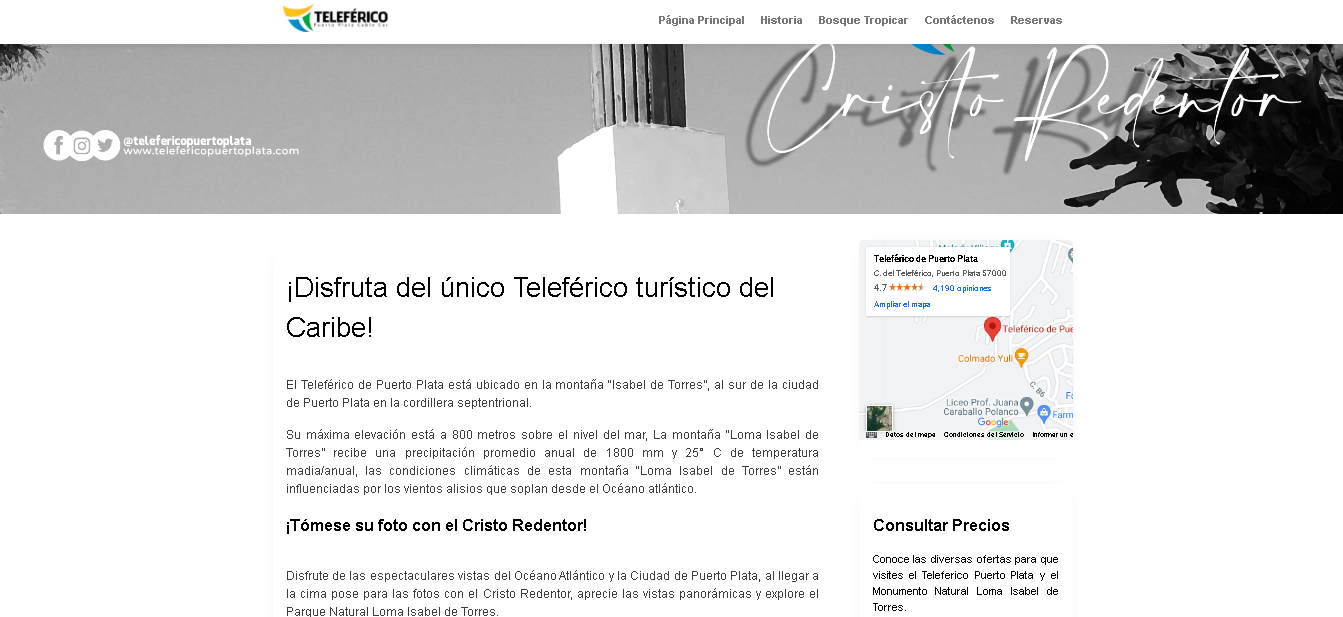 TELEFÉRICO
Puerto Plata Cable Car
Página Principal Historia Bosque Tropicar Contáctenos Reservas
Cristo Redentor
@telefericopuertoplata
www.telefericopuertoplata.com
¡Disfruta del único Teleférico turístico del
Caribe!
El Teleférico de Puerto Plata está ubicado en la montaña "Isabel de Torres", al sur de la ciudad
de Puerto Plata en la cordillera septentrional.
Su máxima elevación está a 800 metros sobre el nivel del mar, La montaña "Loma Isabel de
Torres" recibe una precipitación promedio anual de 1800 mm y 25° C de temperatura
madia/anual, las condiciones climáticas de esta montaña "Loma Isabel de Torres" están
influenciadas por los vientos alisios que soplan desde el Océano atlántico.
¡Tómese su foto con el Cristo Redentor!
Disfrute de las espectaculares vistas del Océano Atlántico y la Ciudad de Puerto Plata, al llegar a
la cima pose para las fotos con el Cristo Redentor, aprecie las vistas panorámicas y explore el
Parque Natural Loma Isabel de Torres.
Teleférico de Puerto Plata
C. del Teleférico, Puerto Plata 57000
4.7 4,190 opiniones
Ampliar el mapa
Teleférico de Pue
Colmado Yuli
C. B6
Liceo Prof. Juana
Caraballo Polanco
Farm
Google
Datos del mapa Condiciones del Servicio Informar un e
Consultar Precios
Conoce las diversas ofertas para que
visites el Teleferico Puerto Plata y el
Monumento Natural Loma Isabel de
Torres.